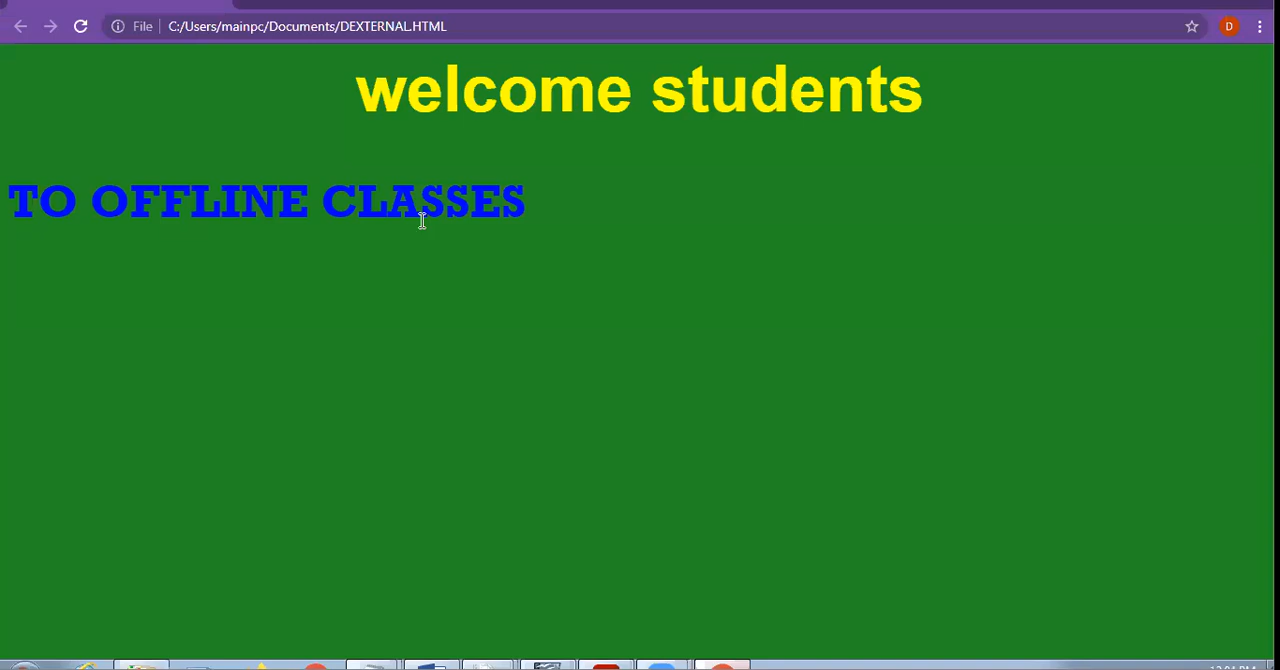 File
C:/Users/mainpc/Documents/DEXTERNAL.HTML
D
welcome students
TO OFFLINE CLASSES